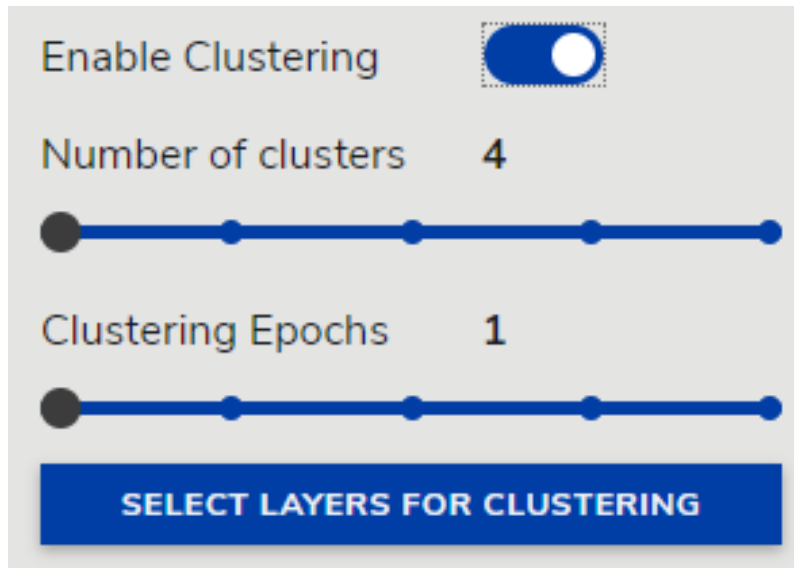 Enable Clustering
Number of clusters 4
Clustering Epochs 1
SELECT LAYERS FOR CLUSTERING